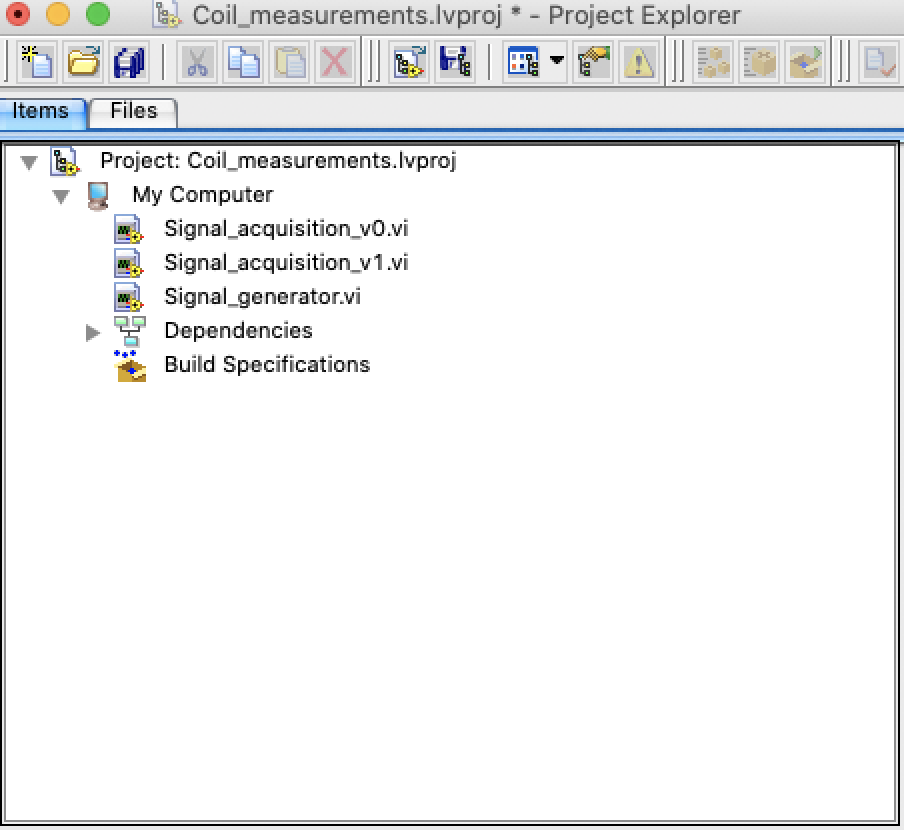 Coil_measurements.lvproj * - Project Explorer
Items Files
Project: Coil_measurements.lvproj
My Computer
Signal_acquisition_v0.vi
Signal_acquisition_v1.vi
Signal_generator.vi
Dependencies
Build Specifications